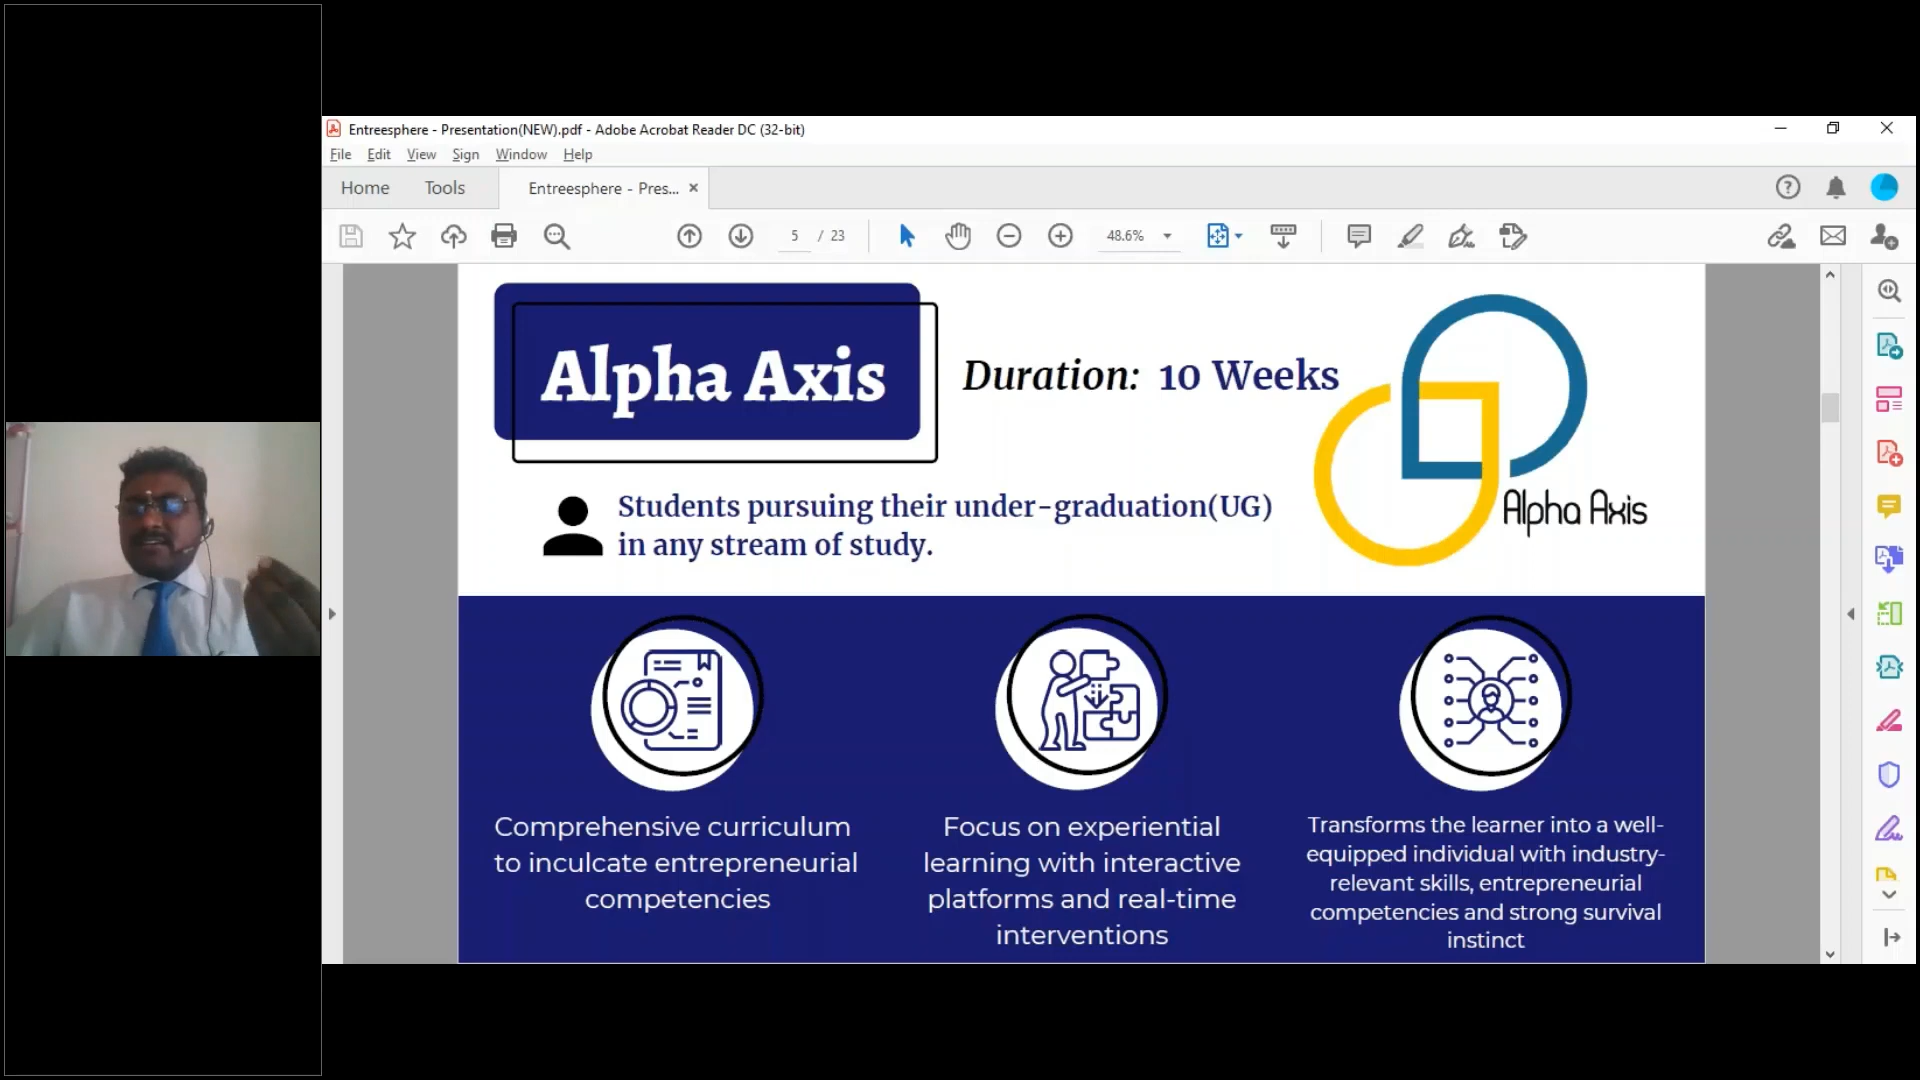 Entreesphere - Presentation(NEW).pdf - Adobe Acrobat Reader DC (32-bit)
File Edit View Sign Window Help
Home Tools Entreesphere - Pres...
5 / 23 48.6%
Alpha Axis
Duration: 10 Weeks
Students pursuing their under-graduation(UG)
in any stream of study.
Alpha Axis
Comprehensive curriculum
to inculcate entrepreneurial
competencies
Focus on experiential
learning with interactive
platforms and real-time
interventions
Transforms the learner into a well-
equipped individual with industry-
relevant skills, entrepreneurial
competencies and strong survival
instinct